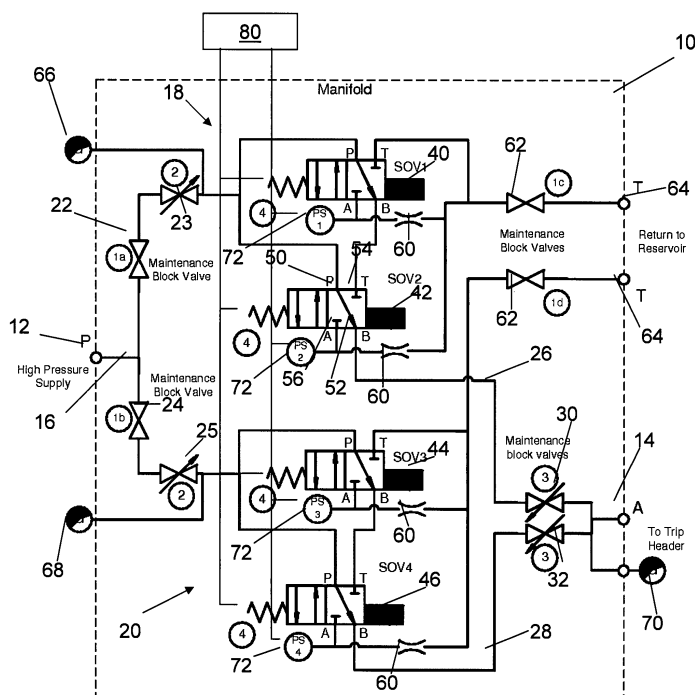 80
10
66
18
Manifold
P
T
SOV1
40
2
62
1c
T
64
22
23
4
PS 1
A
B
60
Maintenance Block Valves
Return to Reservoir
1a
Maintenance Block Valve
72
50
54
P
T
SOV2
42
62
1d
T
64
12
P
4
PS 2
A
B
56
52
60
26
High Pressure Supply
16
Maintenance Block Valve
24
72
1b
25
P
T
SOV3
44
Maintenance block valves
30
14
2
4
PS 3
A
B
60
3
A
68
72
To Trip Header
3
32
70
P
T
SOV4
46
20
4
PS 4
A
B
28
72
60